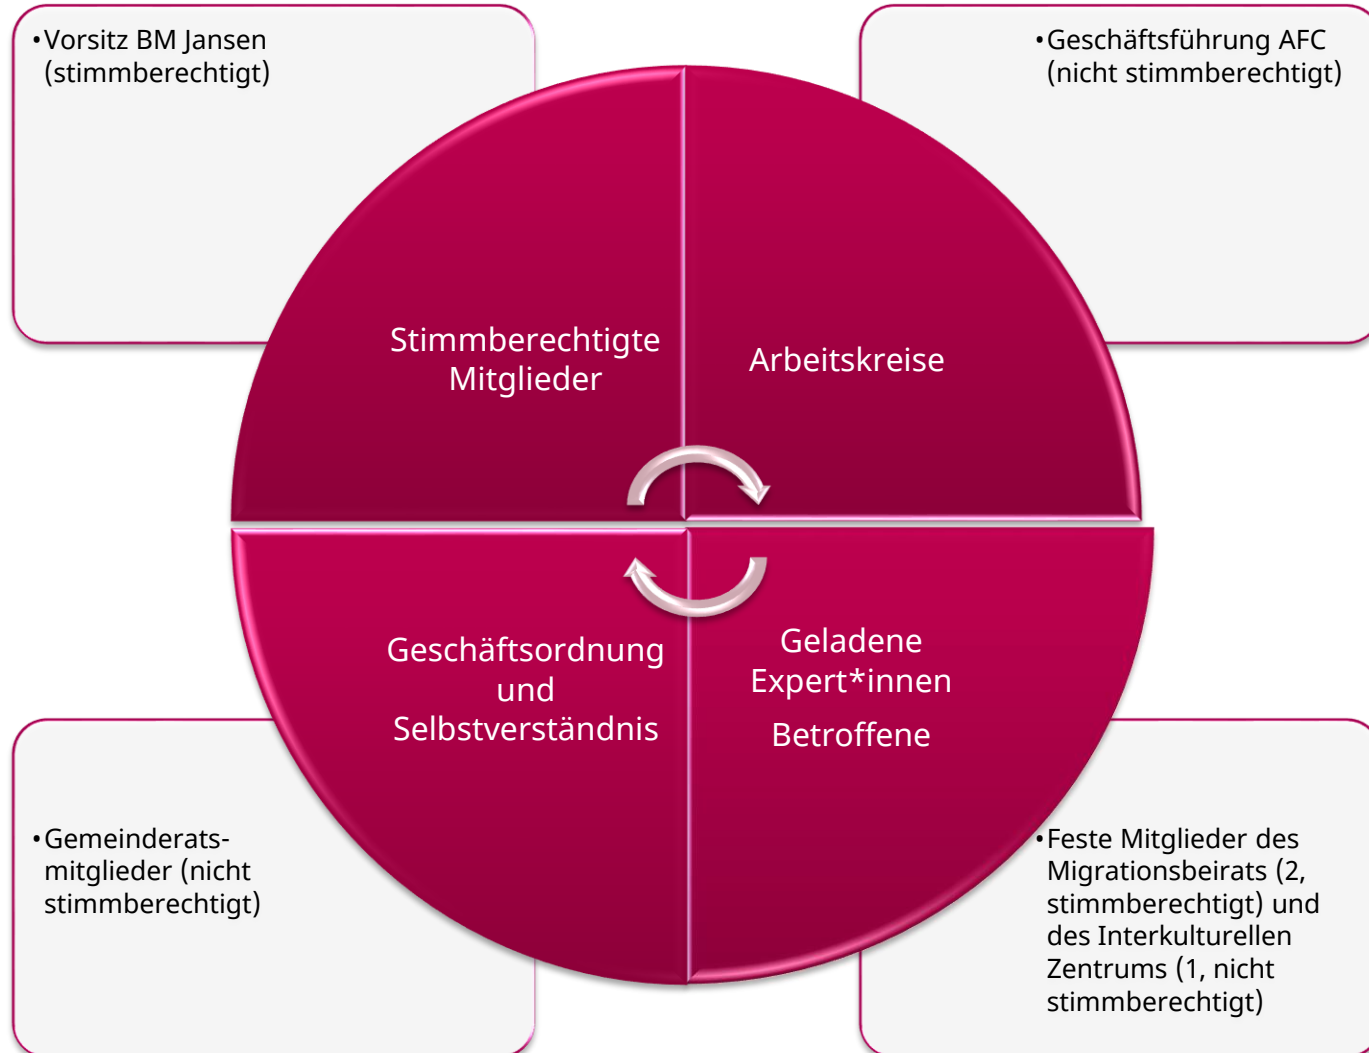 •Vorsitz BM Jansen
(stimmberechtigt)
•Geschäftsführung AFC
(nicht stimmberechtigt)
Stimmberechtigte
Mitglieder
Arbeitskreise
Geschäftsordnung
und
Selbstverständnis
Geladene
Expert*innen
Betroffene
•Gemeinderats-
mitglieder (nicht
stimmberechtigt)
•Feste Mitglieder des
Migrationsbeirats (2,
stimmberechtigt) und
des Interkulturellen
Zentrums (1, nicht
stimmberechtigt)